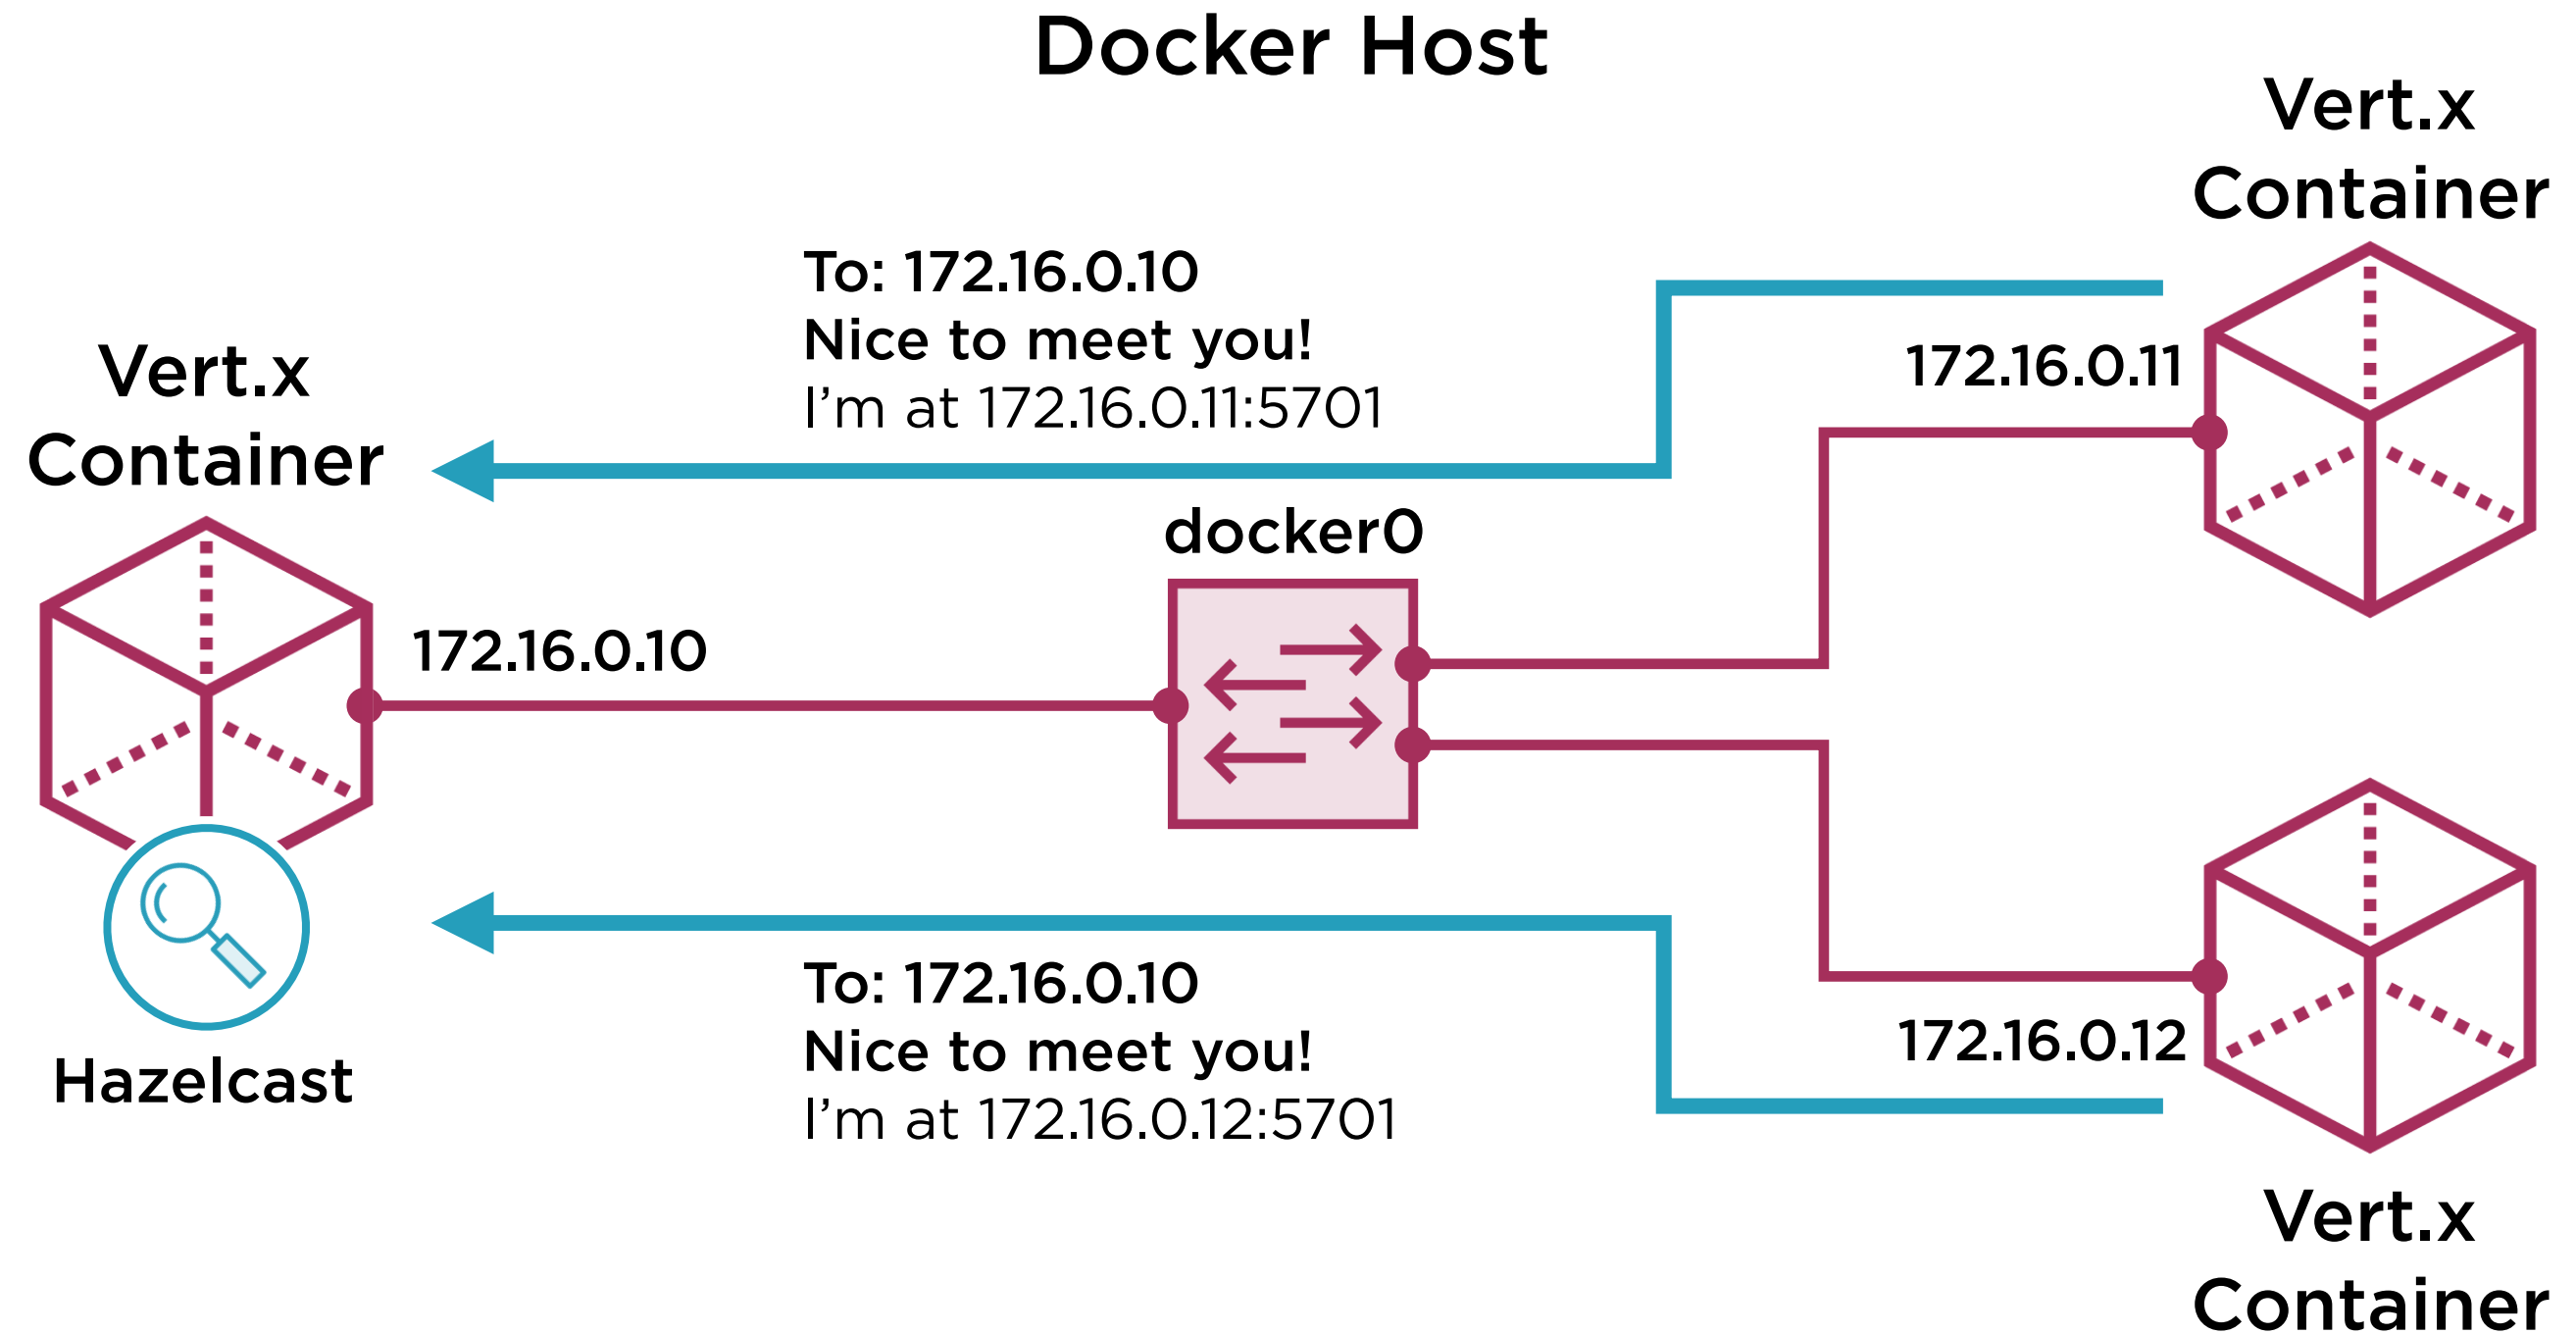 Docker Host
Vert.x
Container
To: 172.16.0.10
Nice to meet you!
I'm at 172.16.0.11:5701
172.16.0.11
Vert.x
Container
docker0
172.16.0.10
Hazelcast
To: 172.16.0.10
Nice to meet you!
I'm at 172.16.0.12:5701
172.16.0.12
Vert.x
Container